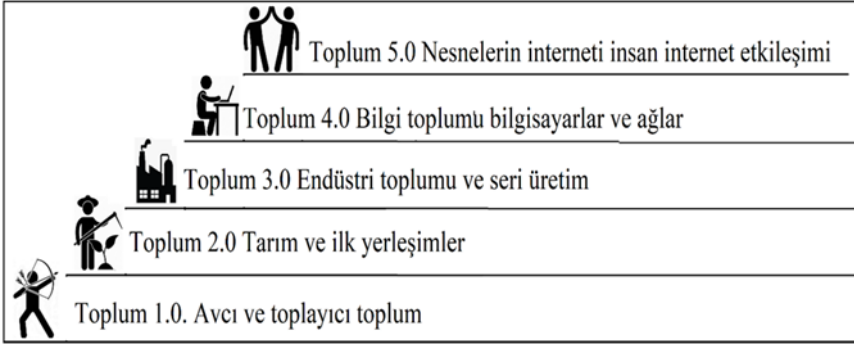 Toplum 5.0 Nesnelerin interneti insan internet etkileşimi
Toplum 4.0 Bilgi toplumu bilgisayarlar ve ağlar
Toplum 3.0 Endüstri toplumu ve seri üretim
Toplum 2.0 Tarım ve ilk yerleşimler
Toplum 1.0. Avcı ve toplayıcı toplum